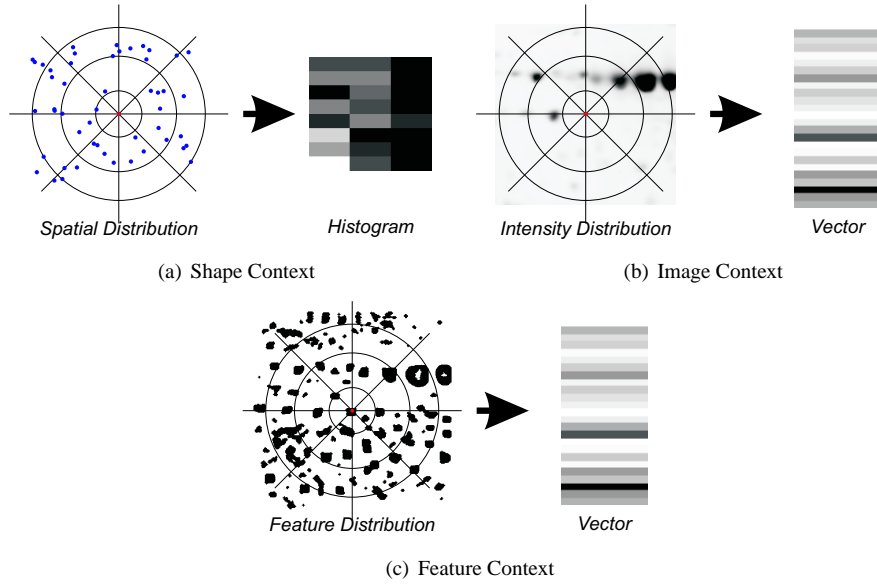 Spatial Distribution
Histogram
Intensity Distribution
Vector
(a) Shape Context
(b) Image Context
Feature Distribution
Vector
(c) Feature Context